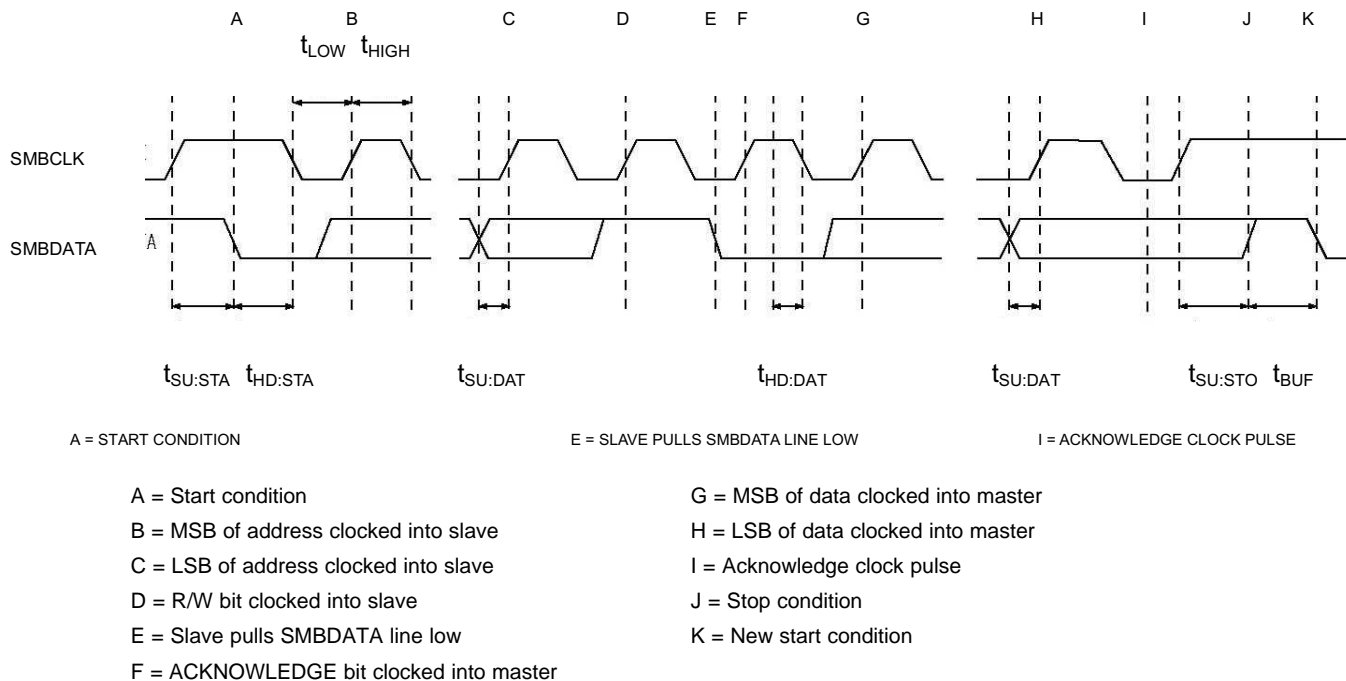 A B C D E F G H I J K
tLOW tHIGH
SMBCLK
SMBDATA
A
tSU:STA tHD:STA tSU:DAT tHD:DAT tSU:DAT tSU:STO tBUF
A = START CONDITION E = SLAVE PULLS SMBDATA LINE LOW I = ACKNOWLEDGE CLOCK PULSE
A = Start condition
B = MSB of address clocked into slave
C = LSB of address clocked into slave
D = R/W bit clocked into slave
E = Slave pulls SMBDATA line low
F = ACKNOWLEDGE bit clocked into master
G = MSB of data clocked into master
H = LSB of data clocked into master
I = Acknowledge clock pulse
J = Stop condition
K = New start condition